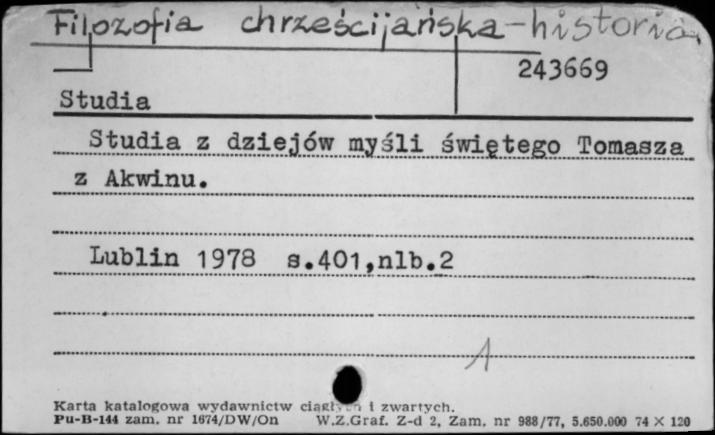 Filozofia chrześcijańska - historia
243669
Studia
Studia z dziejów myśli świętego Tomasza
z Akwinu.
Lublin 1978 s.401,nlb.2
1
Karta katalogowa wydawnictw ciągłych i zwartych.
Pu-B-144 zam. nr 1674/DW/On W.Z.Graf. Z-d 2, Zam. nr 988/77, 5.650.000 74 × 120